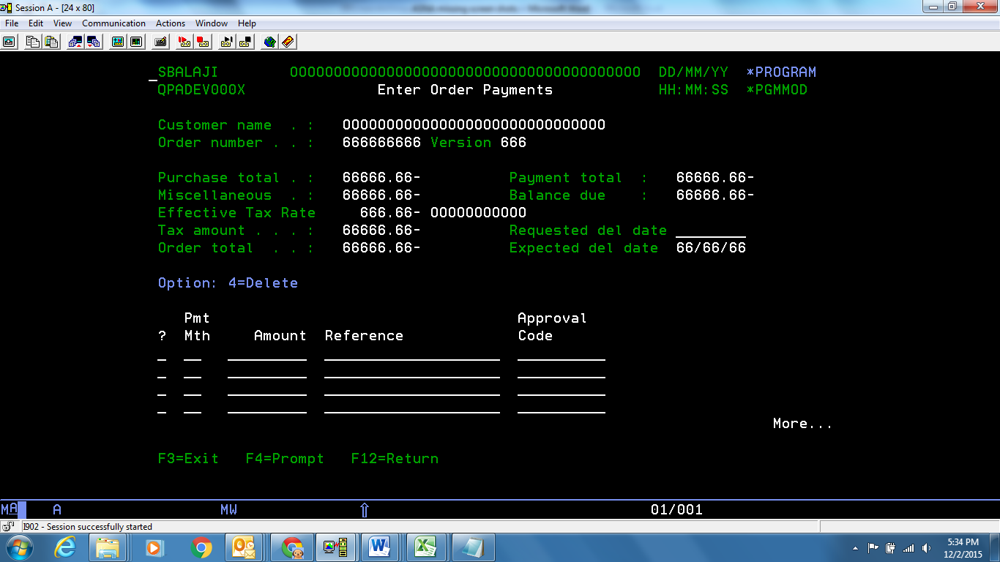 Session A - [24 x 80]
File Edit View Communication Actions Window Help
SBALAJI OOOOOOOOOOOOOOOOOOOOOOOOOOOOOOOOOOOOOOOO DD/MM/YY *PROGRAM
QPADEV000X Enter Order Payments HH:MM:SS *PGMMOD
Customer name . : OOOOOOOOOOOOOOOOOOOOOOOOOOOOOO
Order number . . : 666666666 Version 666
Purchase total . : 66666.66- Payment total : 66666.66-
Miscellaneous . : 66666.66- Balance due : 66666.66-
Effective Tax Rate 666.66- OOOOOOOOOOO
Tax amount . . . . : 66666.66- Requested del date
Order total . . . : 66666.66- Expected del date 66/66/66
Option: 4=Delete
Pmt Approval
? Mth Amount Reference Code
More...
F3=Exit F4=Prompt F12=Return
MA A MW 01/001
I902 - Session successfully started
5:34 PM
12/2/2015